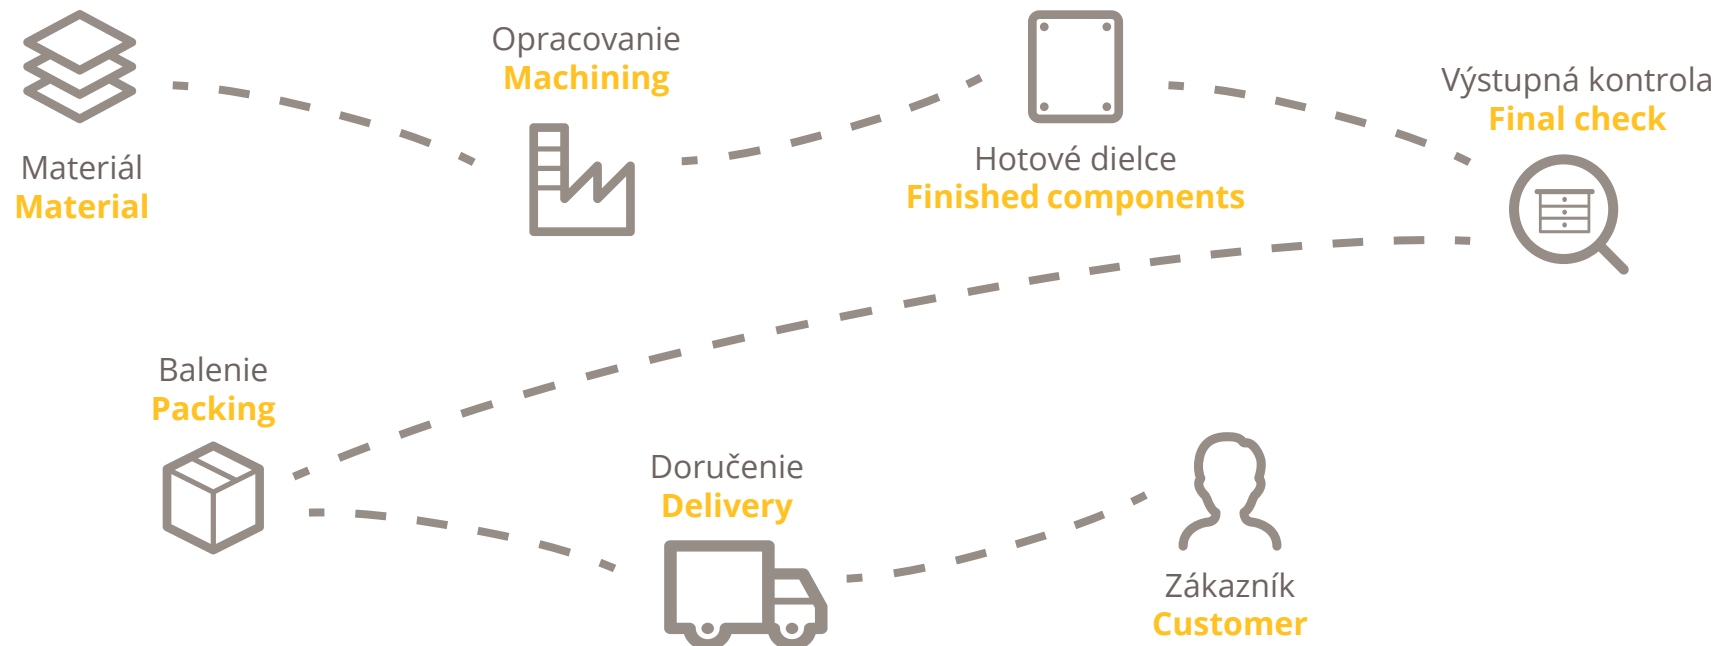 Materiál
Material
Opracovanie
Machining
Hotové dielce
Finished components
Výstupná kontrola
Final check
Balenie
Packing
Doručenie
Delivery
Zákazník
Customer